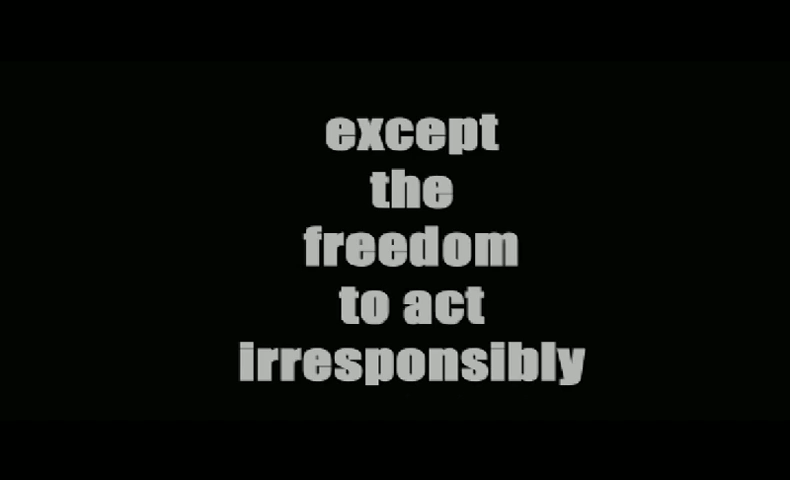 except
the
freedom
to act
irresponsibly